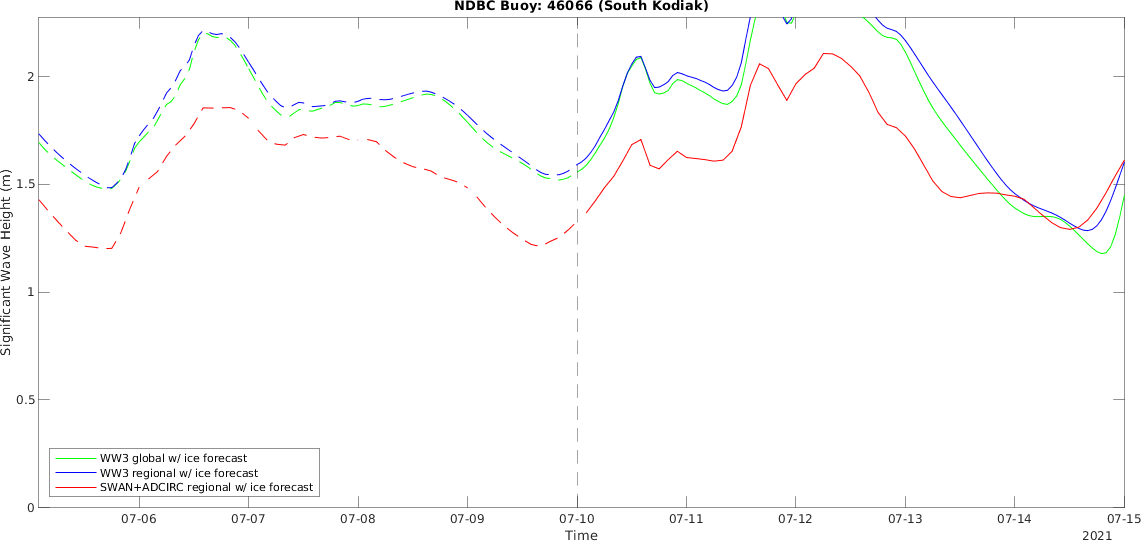 NDBC Buoy: 46066 (South Kodiak)
Significant Wave Height (m)
2
1.5
1
0.5
0
WW3 global w/ ice forecast
WW3 regional w/ ice forecast
SWAN+ADCIRC regional w/ ice forecast
07-06 07-07 07-08 07-09 07-10 07-11 07-12 07-13 07-14 07-15
Time
2021